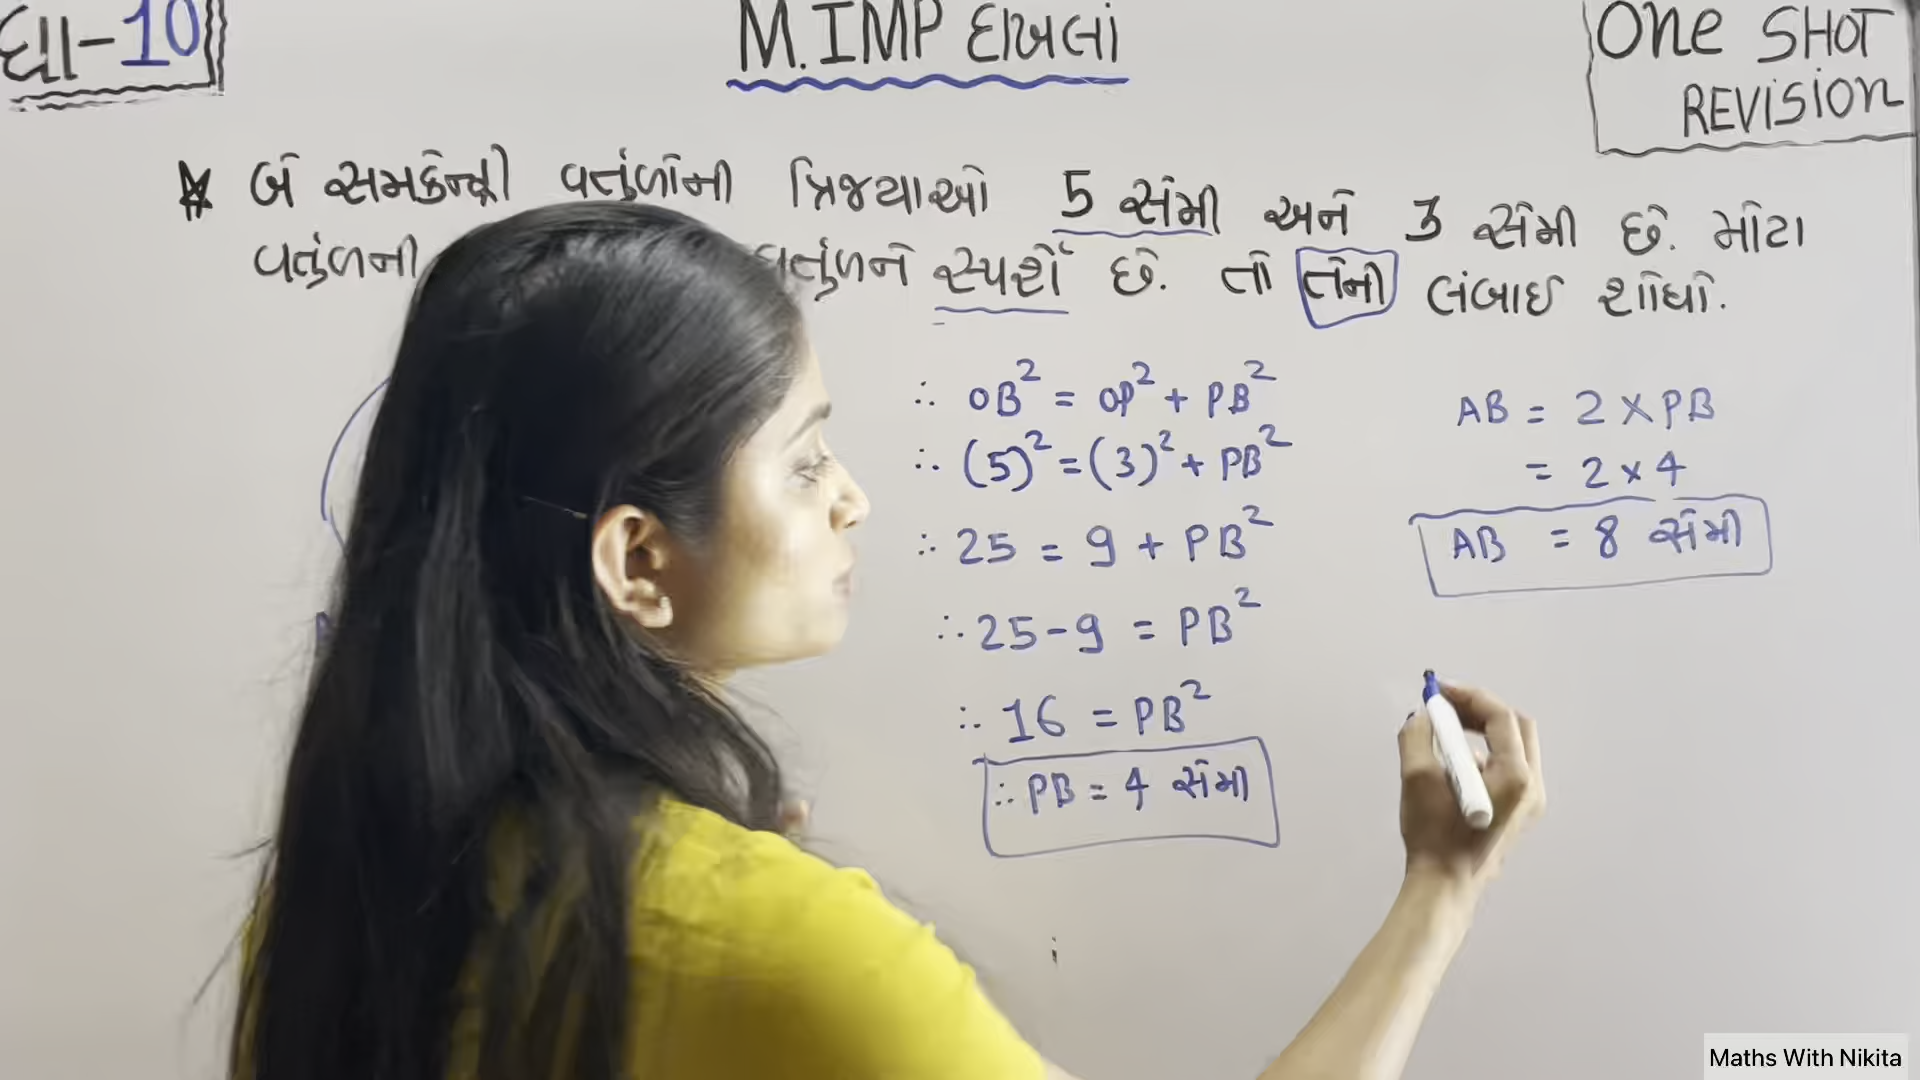 ધા-10
M.IMP દાખલા
One SHOT
REVISION
બે સમકેન્દ્રી વર્તુળોની ત્રિજ્યાઓ 5 સેમી અને 3 સેમી છે. મોટા
વર્તુળની વર્તુળને સ્પર્શે છે. તો તેની લંબાઈ શોધો.
∴ OB² = OP² + PB²
∴ (5)² = (3)² + PB²
∴ 25 = 9 + PB²
∴ 25 - 9 = PB²
∴ 16 = PB²
∴ PB = 4 સેમી
AB = 2 × PB
= 2 × 4
AB = 8 સેમી
Maths With Nikita